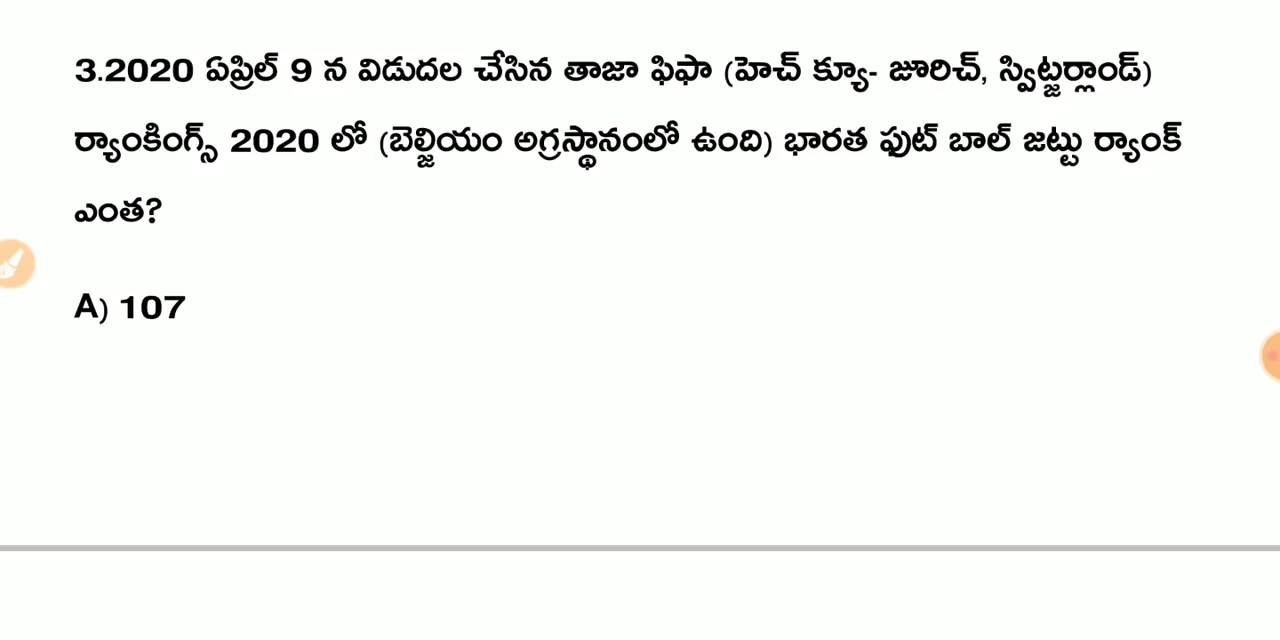 3.2020 ఏప్రిల్ 9 న విడుదల చేసిన తాజా ఫిఫా (హెచ్ క్యూ- జూరిచ్, స్విట్జర్లాండ్)
ర్యాంకింగ్స్ 2020 లో (బెల్జియం అగ్రస్థానంలో ఉంది) భారత ఫుట్ బాల్ జట్టు ర్యాంక్
ఎంత?
A) 107